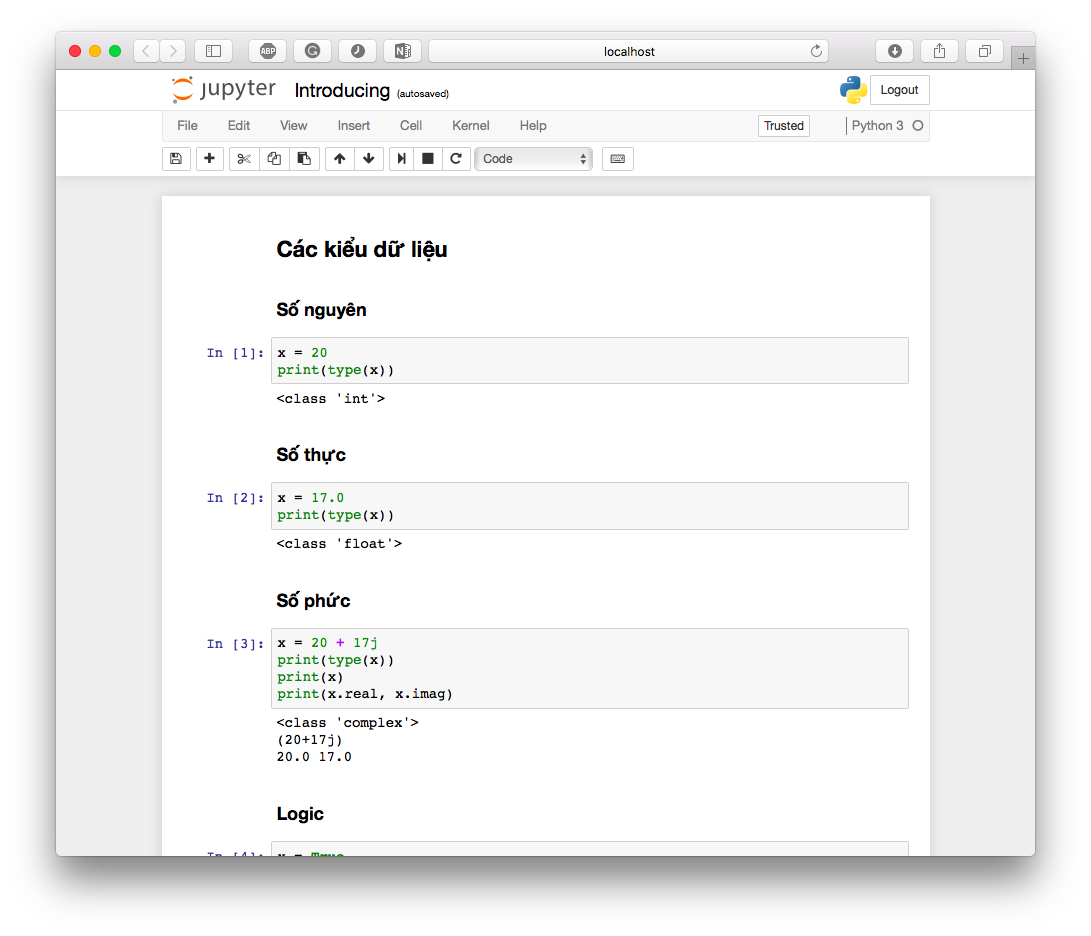 ABP
N
localhost
jupyter Introducing (autosaved)
Logout
File Edit View Insert Cell Kernel Help Trusted Python 3
Code
Các kiểu dữ liệu
Số nguyên
In [1]: x = 20
print(type(x))
<class 'int'>
Số thực
In [2]: x = 17.0
print(type(x))
<class 'float'>
Số phức
In [3]: x = 20 + 17j
print(type(x))
print(x)
print(x.real, x.imag)
<class 'complex'>
(20+17j)
20.0 17.0
Logic
In [4]: x = True